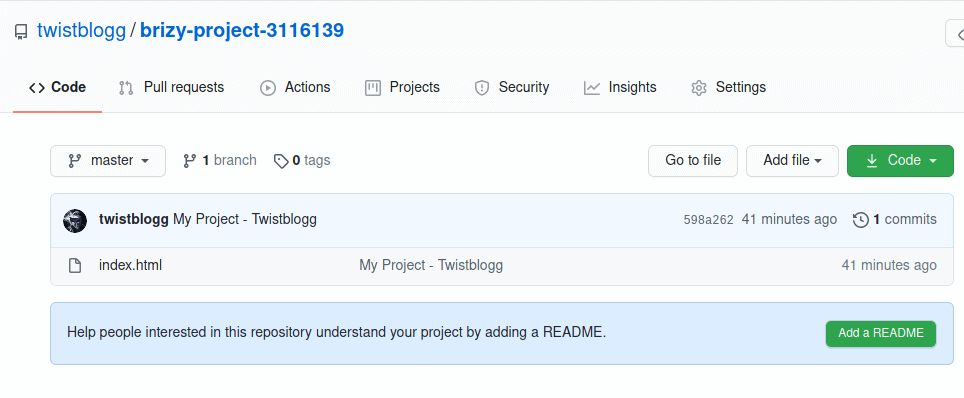 twistblogg / brizy-project-3116139
Code Pull requests Actions Projects Security Insights Settings
master 1 branch 0 tags Go to file Add file Code
twistblogg My Project - Twistblogg 598a262 41 minutes ago 1 commits
index.html My Project - Twistblogg 41 minutes ago
Help people interested in this repository understand your project by adding a README. Add a README